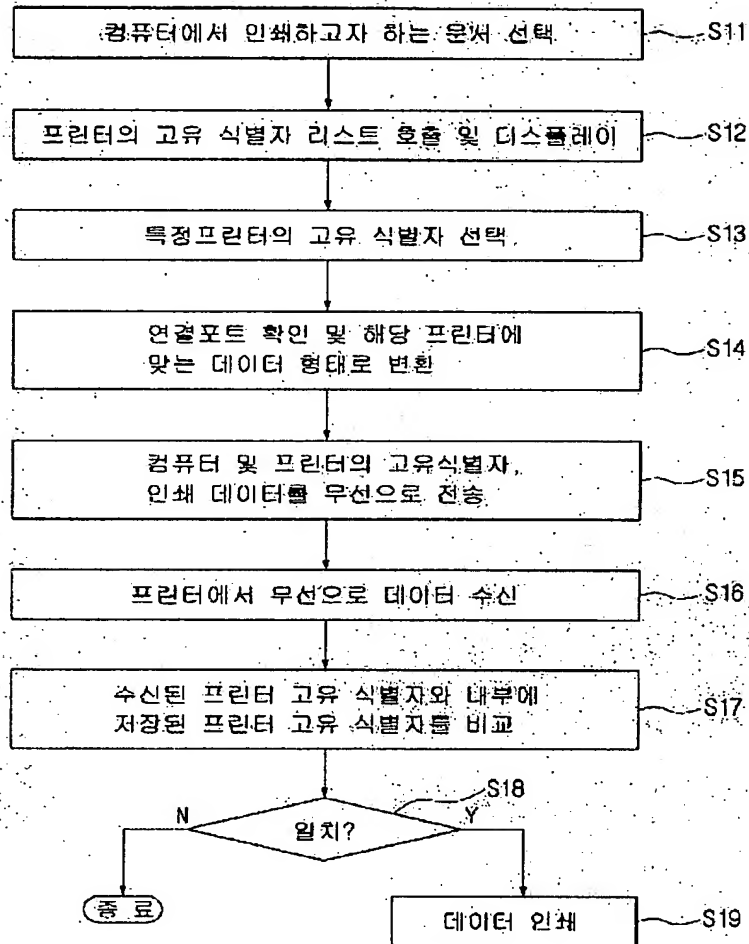 컴퓨터에서 인쇄하고자 하는 문서 선택
S11
프린터의 고유 식별자 리스트 호출 및 디스플레이
S12
특정프린터의 고유 식별자 선택
S13
연결포트 확인 및 해당 프린터에
맞는 데이터 형태로 변환
S14
컴퓨터 및 프린터의 고유식별자,
인쇄 데이터를 무선으로 전송
S15
프린터에서 무선으로 데이터 수신
S16
수신된 프린터 고유 식별자와 내부에
저장된 프린터 고유 식별자를 비교
S17
S18
N
일치?
Y
종료
데이터 인쇄
S19